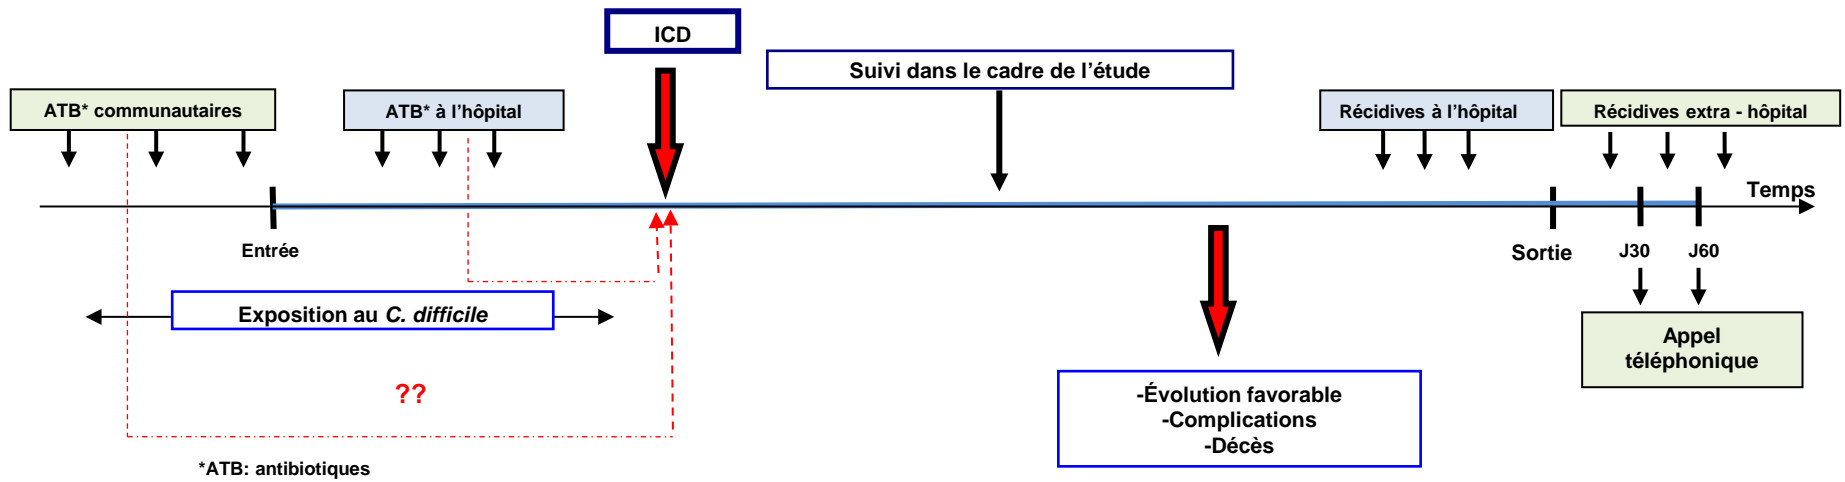 ICD
Suivi dans le cadre de l'étude
ATB* communautaires
ATB* à l'hôpital
Récidives à l'hôpital
Récidives extra - hôpital
Temps
Entrée
Sortie
J30
J60
Exposition au C. difficile
Appel
téléphonique
??
-Évolution favorable
-Complications
-Décès
*ATB: antibiotiques